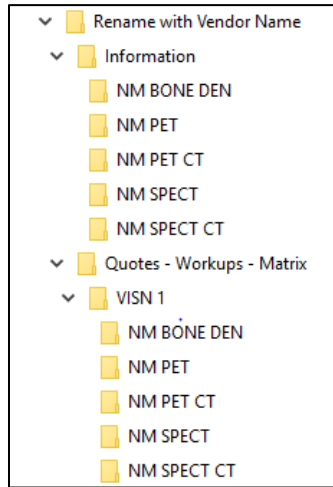 Rename with Vendor Name
Information
NM BONE DEN
NM PET
NM PET CT
NM SPECT
NM SPECT CT
Quotes - Workups - Matrix
VISN 1
NM BONE DEN
NM PET
NM PET CT
NM SPECT
NM SPECT CT